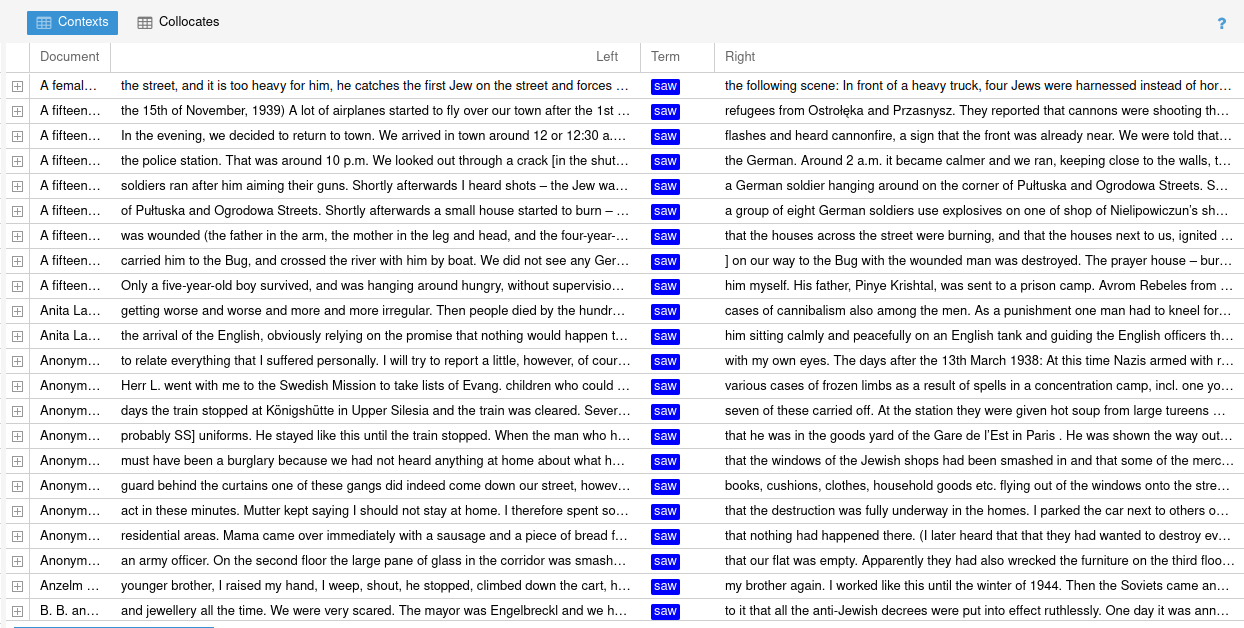 Contexts Collocates ?
Document Left Term Right
A femal... the street, and it is too heavy for him, he catches the first Jew on the street and forces ... saw the following scene: In front of a heavy truck, four Jews were harnessed instead of hor...
A fifteen... the 15th of November, 1939) A lot of airplanes started to fly over our town after the 1st ... saw refugees from Ostrołęka and Przasnysz. They reported that cannons were shooting th...
A fifteen... In the evening, we decided to return to town. We arrived in town around 12 or 12:30 a.... saw flashes and heard cannonfire, a sign that the front was already near. We were told that...
A fifteen... the police station. That was around 10 p.m. We looked out through a crack [in the shut... saw the German. Around 2 a.m. it became calmer and we ran, keeping close to the walls, t...
A fifteen... soldiers ran after him aiming their guns. Shortly afterwards I heard shots – the Jew wa... saw a German soldier hanging around on the corner of Pułtuska and Ogrodowa Streets. S...
A fifteen... of Pułtuska and Ogrodowa Streets. Shortly afterwards a small house started to burn – ... saw a group of eight German soldiers use explosives on one of shop of Nielipowiczun's sh...
A fifteen... was wounded (the father in the arm, the mother in the leg and head, and the four-year-... saw that the houses across the street were burning, and that the houses next to us, ignited ...
A fifteen... carried him to the Bug, and crossed the river with him by boat. We did not see any Ger... saw ] on our way to the Bug with the wounded man was destroyed. The prayer house – bur...
A fifteen... Only a five-year-old boy survived, and was hanging around hungry, without supervisio... saw him myself. His father, Pinye Krishtal, was sent to a prison camp. Avrom Rebeles from ...
Anita La... getting worse and worse and more and more irregular. Then people died by the hundr... saw cases of cannibalism also among the men. As a punishment one man had to kneel for...
Anita La... the arrival of the English, obviously relying on the promise that nothing would happen t... saw him sitting calmly and peacefully on an English tank and guiding the English officers th...
Anonym... to relate everything that I suffered personally. I will try to report a little, however, of cour... saw with my own eyes. The days after the 13th March 1938: At this time Nazis armed with r...
Anonym... Herr L. went with me to the Swedish Mission to take lists of Evang. children who could ... saw various cases of frozen limbs as a result of spells in a concentration camp, incl. one yo...
Anonym... days the train stopped at Königshütte in Upper Silesia and the train was cleared. Sever... saw seven of these carried off. At the station they were given hot soup from large tureens ...
Anonym... probably SS] uniforms. He stayed like this until the train stopped. When the man who h... saw that he was in the goods yard of the Gare de l'Est in Paris . He was shown the way out...
Anonym... must have been a burglary because we had not heard anything at home about what h... saw that the windows of the Jewish shops had been smashed in and that some of the merc...
Anonym... guard behind the curtains one of these gangs did indeed come down our street, howev... saw books, cushions, clothes, household goods etc. flying out of the windows onto the stre...
Anonym... act in these minutes. Mutter kept saying I should not stay at home. I therefore spent so... saw that the destruction was fully underway in the homes. I parked the car next to others o...
Anonym... residential areas. Mama came over immediately with a sausage and a piece of bread f... saw that nothing had happened there. (I later heard that that they had wanted to destroy ev...
Anonym... an army officer. On the second floor the large pane of glass in the corridor was smash... saw that our flat was empty. Apparently they had also wrecked the furniture on the third floo...
Anzelm ... younger brother, I raised my hand, I weep, shout, he stopped, climbed down the cart, h... saw my brother again. I worked like this until the winter of 1944. Then the Soviets came an...
B. B. an... and jewellery all the time. We were very scared. The mayor was Engelbreckl and we h... saw to it that all the anti-Jewish decrees were put into effect ruthlessly. One day it was ann...